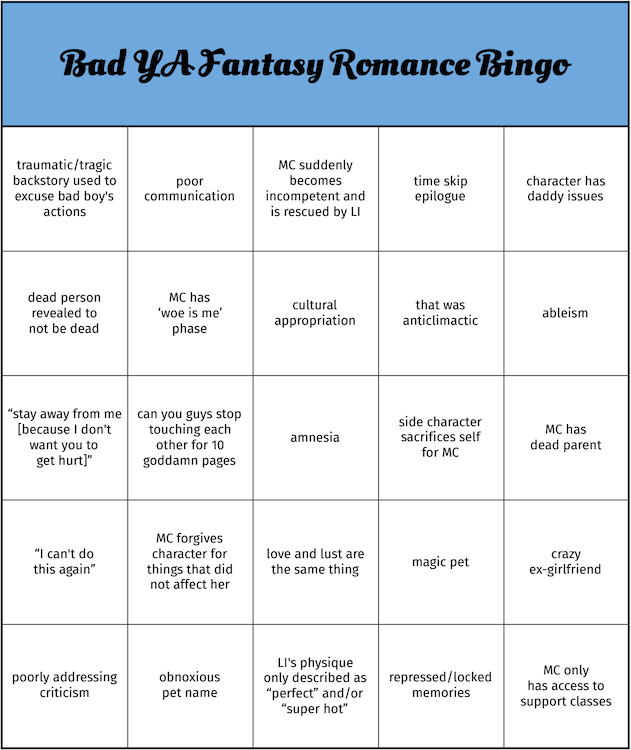 Bad YA Fantasy Romance Bingo
traumatic/tragic
backstory used to
excuse bad boy's
actions
poor
communication
MC suddenly
becomes
incompetent and
is rescued by LI
time skip
epilogue
character has
daddy issues
dead person
revealed to
not be dead
MC has
‘woe is me’
phase
cultural
appropriation
that was
anticlimactic
ableism
“stay away from me
[because I don't
want you to
get hurt]”
can you guys stop
touching each
other for 10
goddamn pages
amnesia
side character
sacrifices self
for MC
MC has
dead parent
“I can't do
this again”
MC forgives
character for
things that did
not affect her
love and lust are
the same thing
magic pet
crazy
ex-girlfriend
poorly addressing
criticism
obnoxious
pet name
LI's physique
only described as
“perfect” and/or
“super hot”
repressed/locked
memories
MC only
has access to
support classes